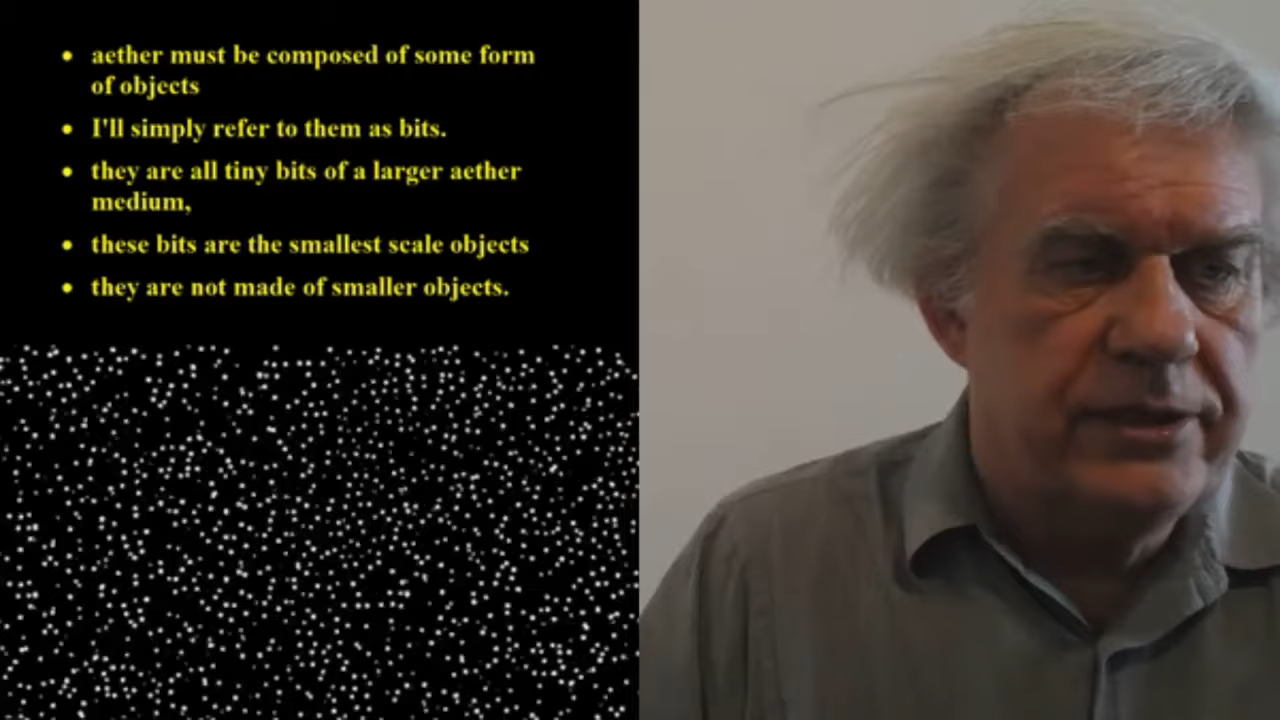 • aether must be composed of some form
of objects
• I'll simply refer to them as bits.
• they are all tiny bits of a larger aether
medium,
• these bits are the smallest scale objects
• they are not made of smaller objects.